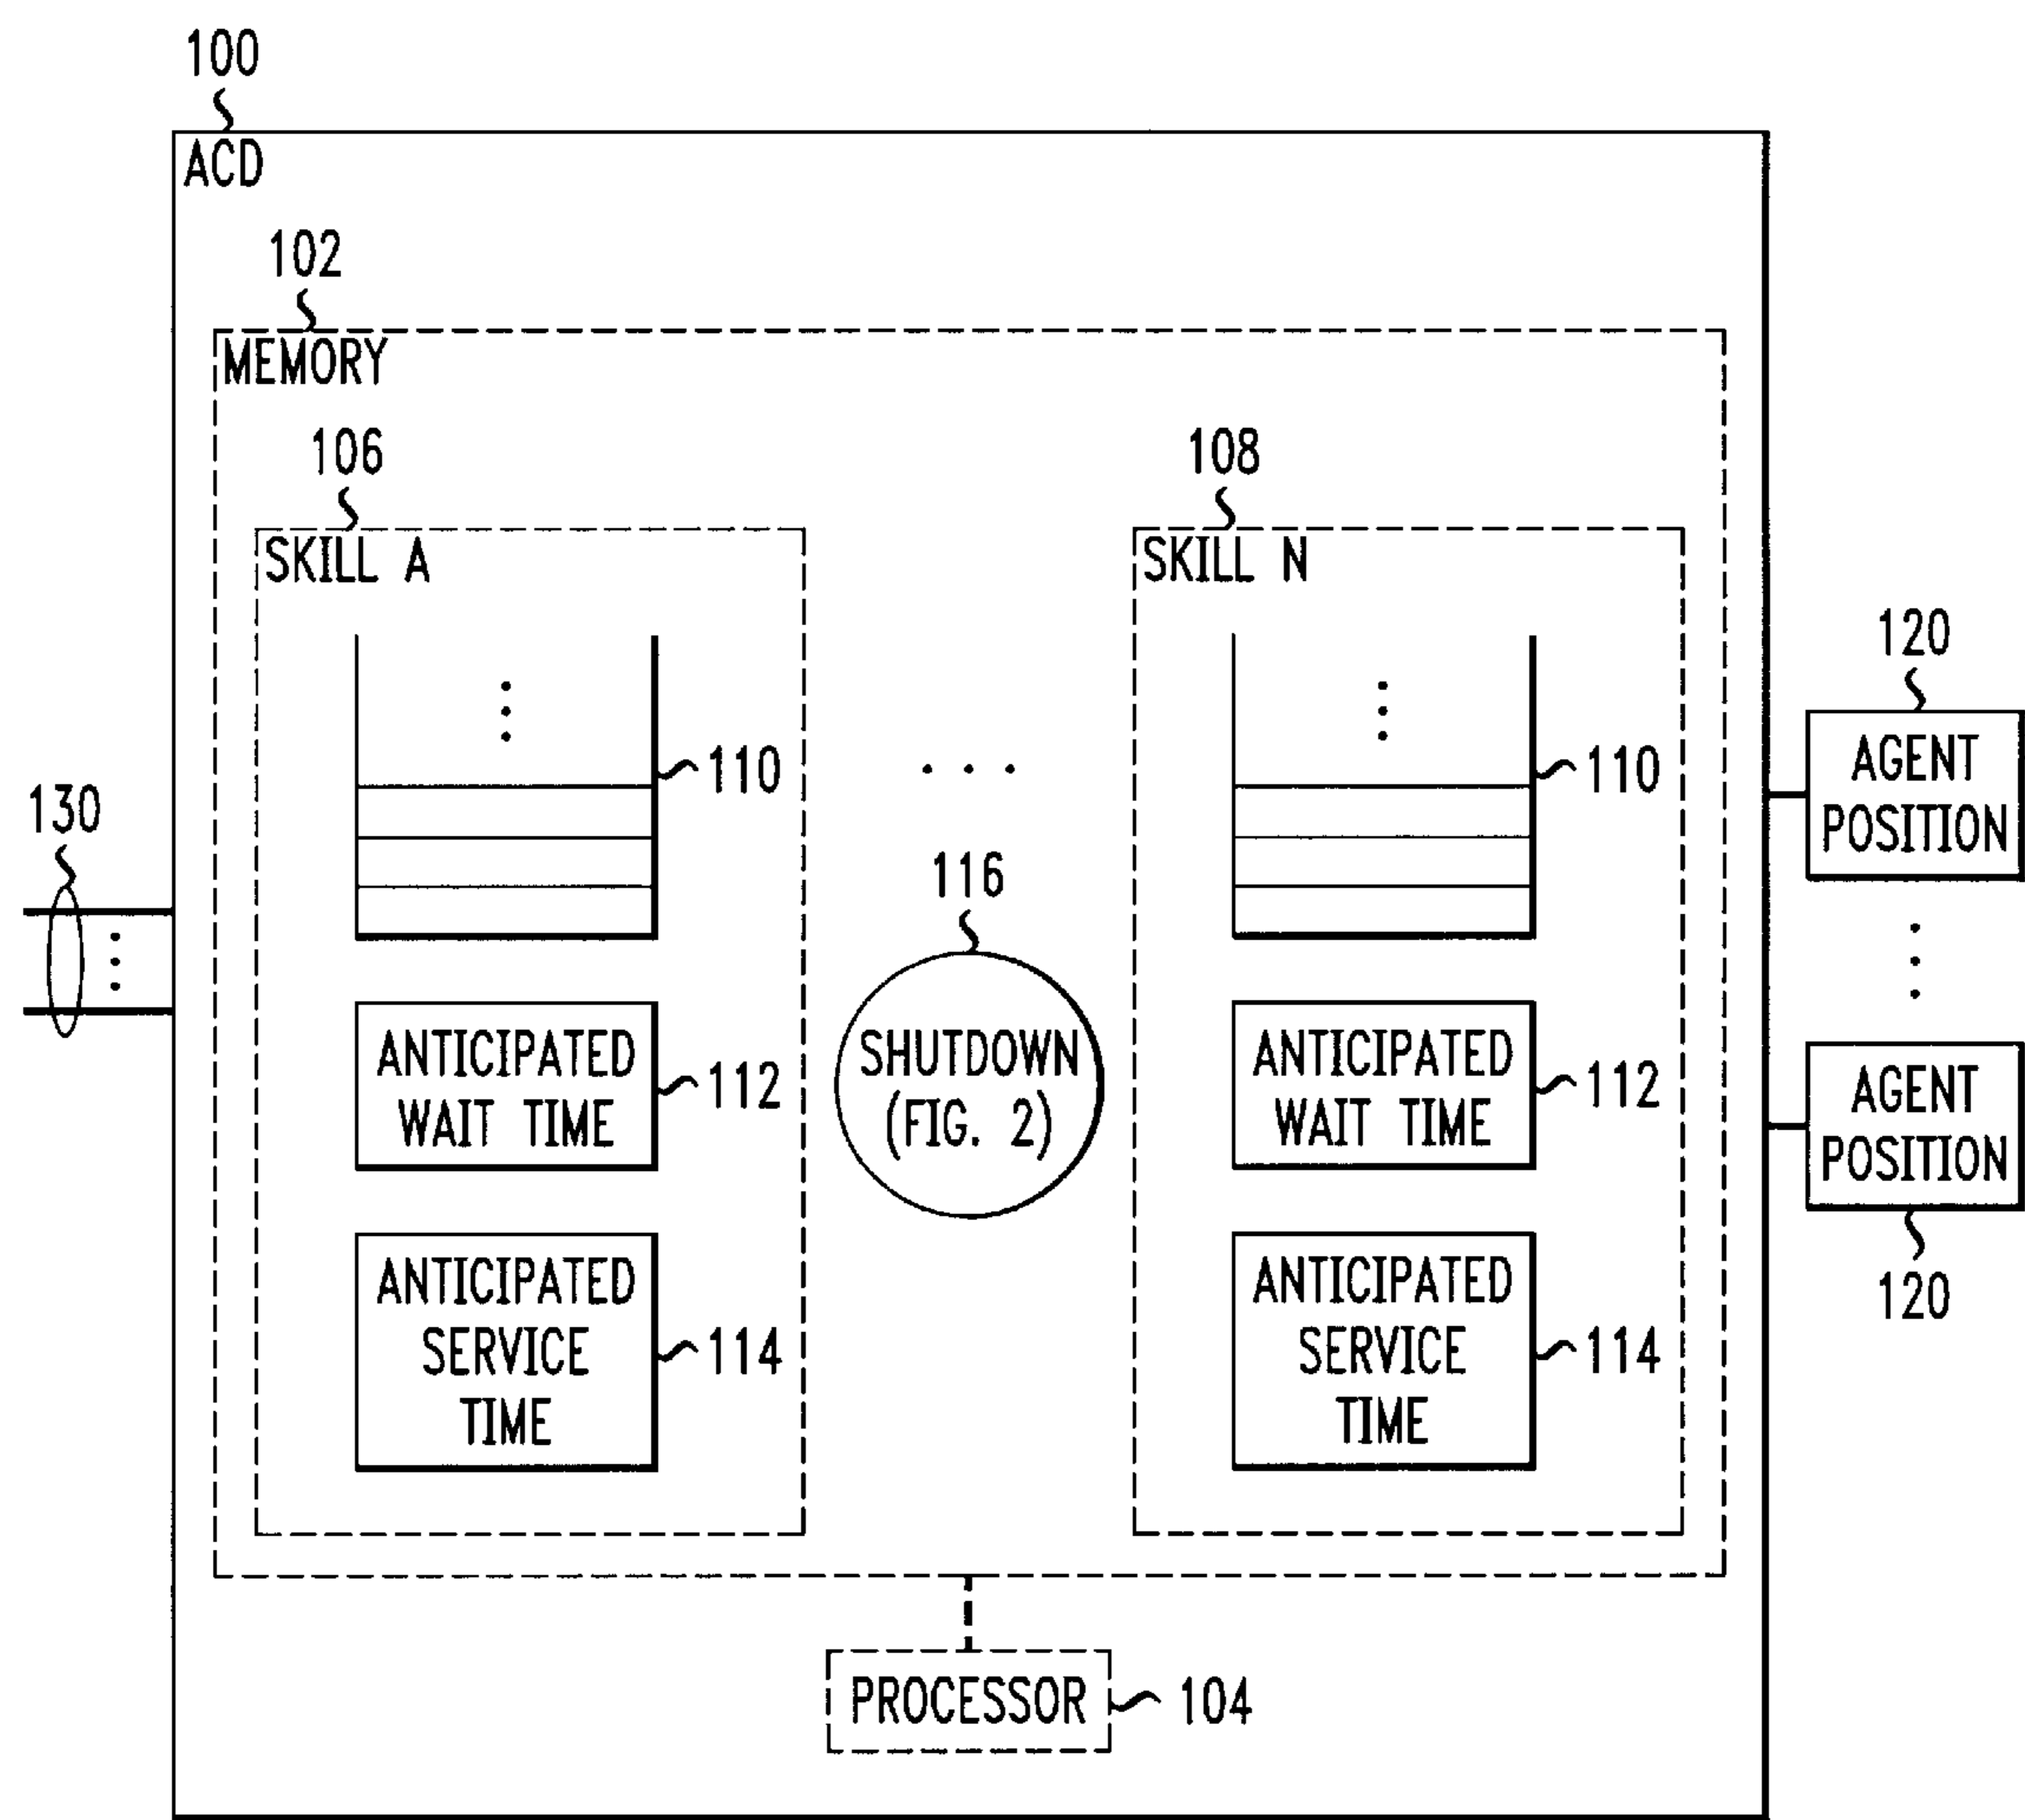 100
ACD
102
MEMORY
106
108
SKILL A
SKILL N
120
110
110
AGENT
POSITION
130
116
ANTICIPATED
WAIT TIME
112
SHUTDOWN
(FIG. 2)
ANTICIPATED
WAIT TIME
112
AGENT
POSITION
120
ANTICIPATED
SERVICE
TIME
114
ANTICIPATED
SERVICE
TIME
114
PROCESSOR
104